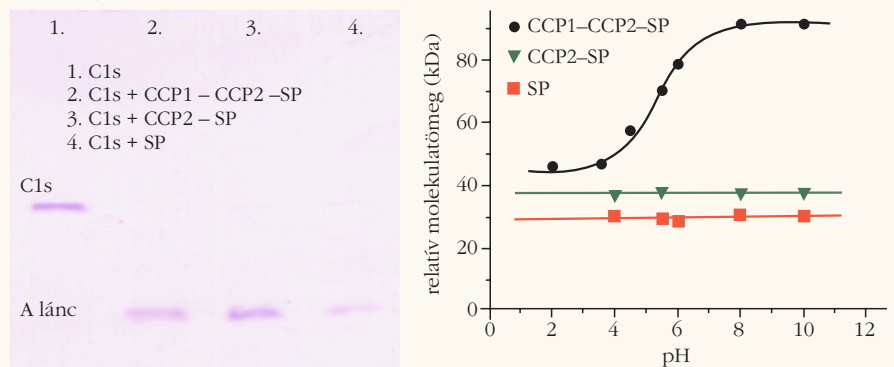 1. 2. 3. 4.
1. C1s
2. C1s + CCP1 – CCP2 –SP
3. C1s + CCP2 – SP
4. C1s + SP
C1s
A lánc
CCP1–CCP2–SP
CCP2–SP
SP
relatív molekulatömeg (kDa)
80
60
40
20
0
0 2 4 6 8 10 12
pH